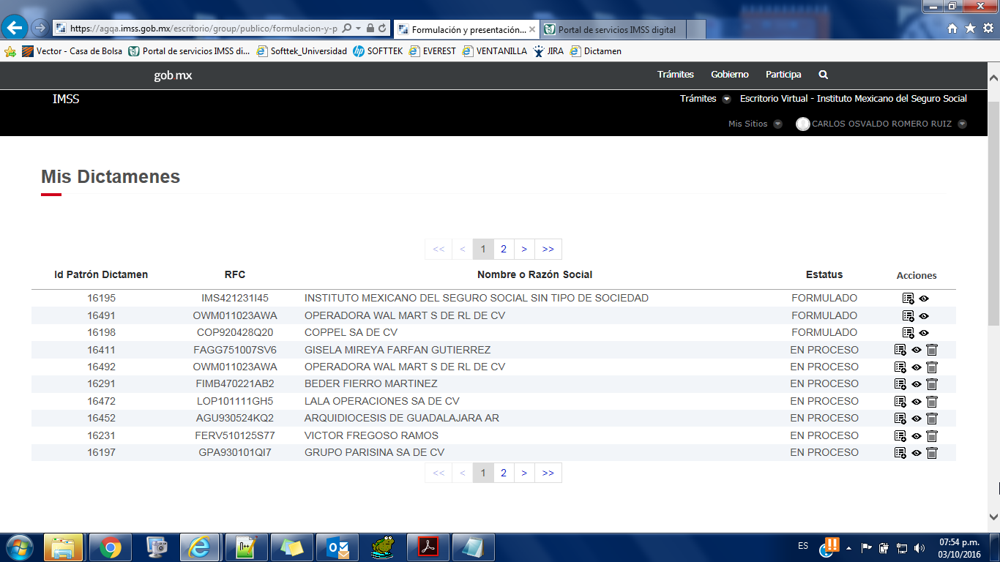 https://agqa.imss.gob.mx/escritorio/group/publico/formulacion-y-p
Formulación y presentación...
Portal de servicios IMSS digital
Vector - Casa de Bolsa
Portal de servicios IMSS di...
Softtek_Universidad
SOFTTEK
EVEREST
VENTANILLA
JIRA
Dictamen
gob.mx
Trámites Gobierno Participa
IMSS
Trámites Escritorio Virtual - Instituto Mexicano del Seguro Social
Mis Sitios CARLOS OSVALDO ROMERO RUIZ
Mis Dictamenes
<< < 1 2 > >>
Id Patrón Dictamen RFC Nombre o Razón Social Estatus Acciones
16195 IMS421231I45 INSTITUTO MEXICANO DEL SEGURO SOCIAL SIN TIPO DE SOCIEDAD FORMULADO
16491 OWM011023AWA OPERADORA WAL MART S DE RL DE CV FORMULADO
16198 COP920428Q20 COPPEL SA DE CV FORMULADO
16411 FAGG751007SV6 GISELA MIREYA FARFAN GUTIERREZ EN PROCESO
16492 OWM011023AWA OPERADORA WAL MART S DE RL DE CV EN PROCESO
16291 FIMB470221AB2 BEDER FIERRO MARTINEZ EN PROCESO
16472 LOP101111GH5 LALA OPERACIONES SA DE CV EN PROCESO
16452 AGU930524KQ2 ARQUIDIOCESIS DE GUADALAJARA AR EN PROCESO
16231 FERV510125S77 VICTOR FREGOSO RAMOS EN PROCESO
16197 GPA930101QI7 GRUPO PARISINA SA DE CV EN PROCESO
<< < 1 2 > >>
ES
07:54 p.m.
03/10/2016